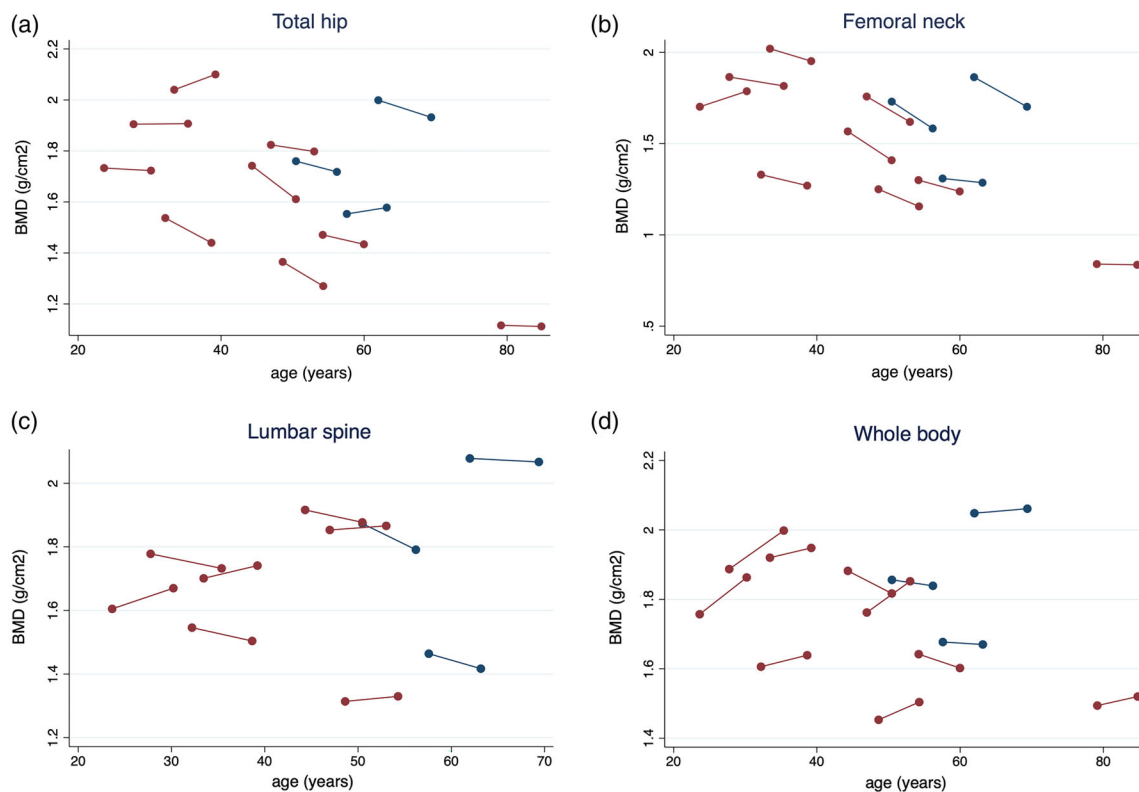 (a)
Total hip
BMD (g/cm2)
2.2
2
1.8
1.6
1.4
1.2
20
40
60
80
age (years)
(b)
Femoral neck
BMD (g/cm2)
2
1.5
1
.5
20
40
60
80
age (years)
(c)
Lumbar spine
BMD (g/cm2)
2
1.8
1.6
1.4
1.2
20
30
40
50
60
70
age (years)
(d)
Whole body
BMD (g/cm2)
2.2
2
1.8
1.6
1.4
20
40
60
80
age (years)